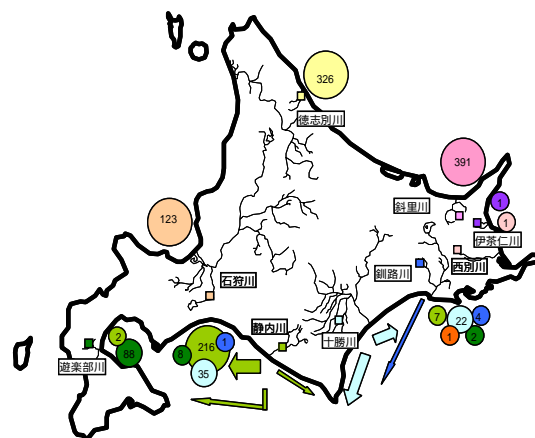 326
徳志別川
391
斜里川
1
1
伊茶仁川
123
西別川
釧路川
石狩川
7
22
4
静内川
十勝川
1
2
2
88
8
216
1
35
遊楽部川